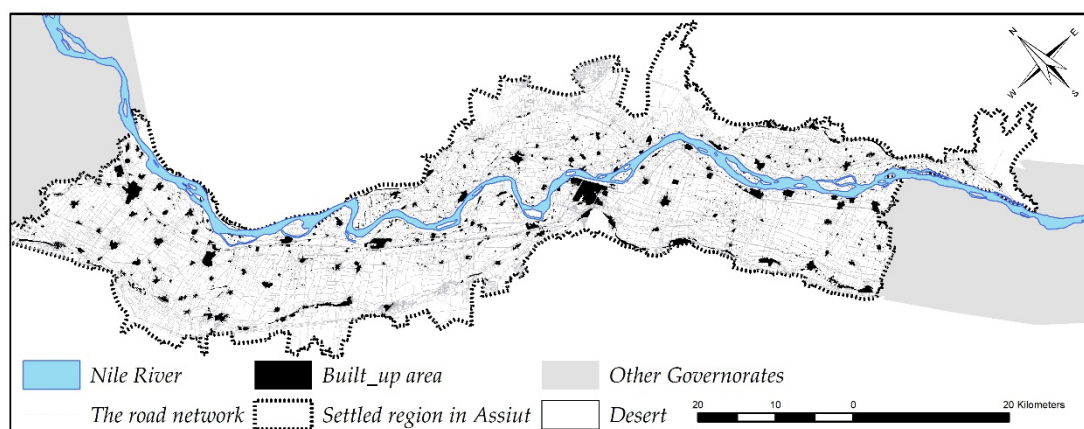 N
E
W
S
Nile River
Built_up area
Other Governorates
The road network
Settled region in Assiut
Desert
20 10 0 20 Kilometers